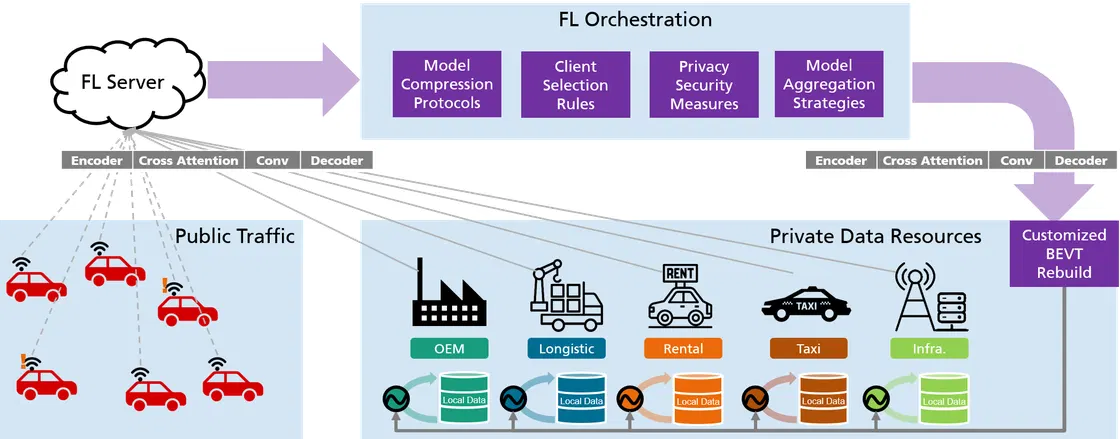 FL Orchestration
FL Server
Model
Compression
Protocols
Client
Selection
Rules
Privacy
Security
Measures
Model
Aggregation
Strategies
Encoder Cross Attention Conv Decoder
Encoder Cross Attention Conv Decoder
Public Traffic
!
!
Private Data Resources
Customized
BEVT
Rebuild
RENT
TAXI
OEM
Longistic
Rental
Taxi
Infra.
Local Data
Local Data
Local Data
Local Data
Local Data